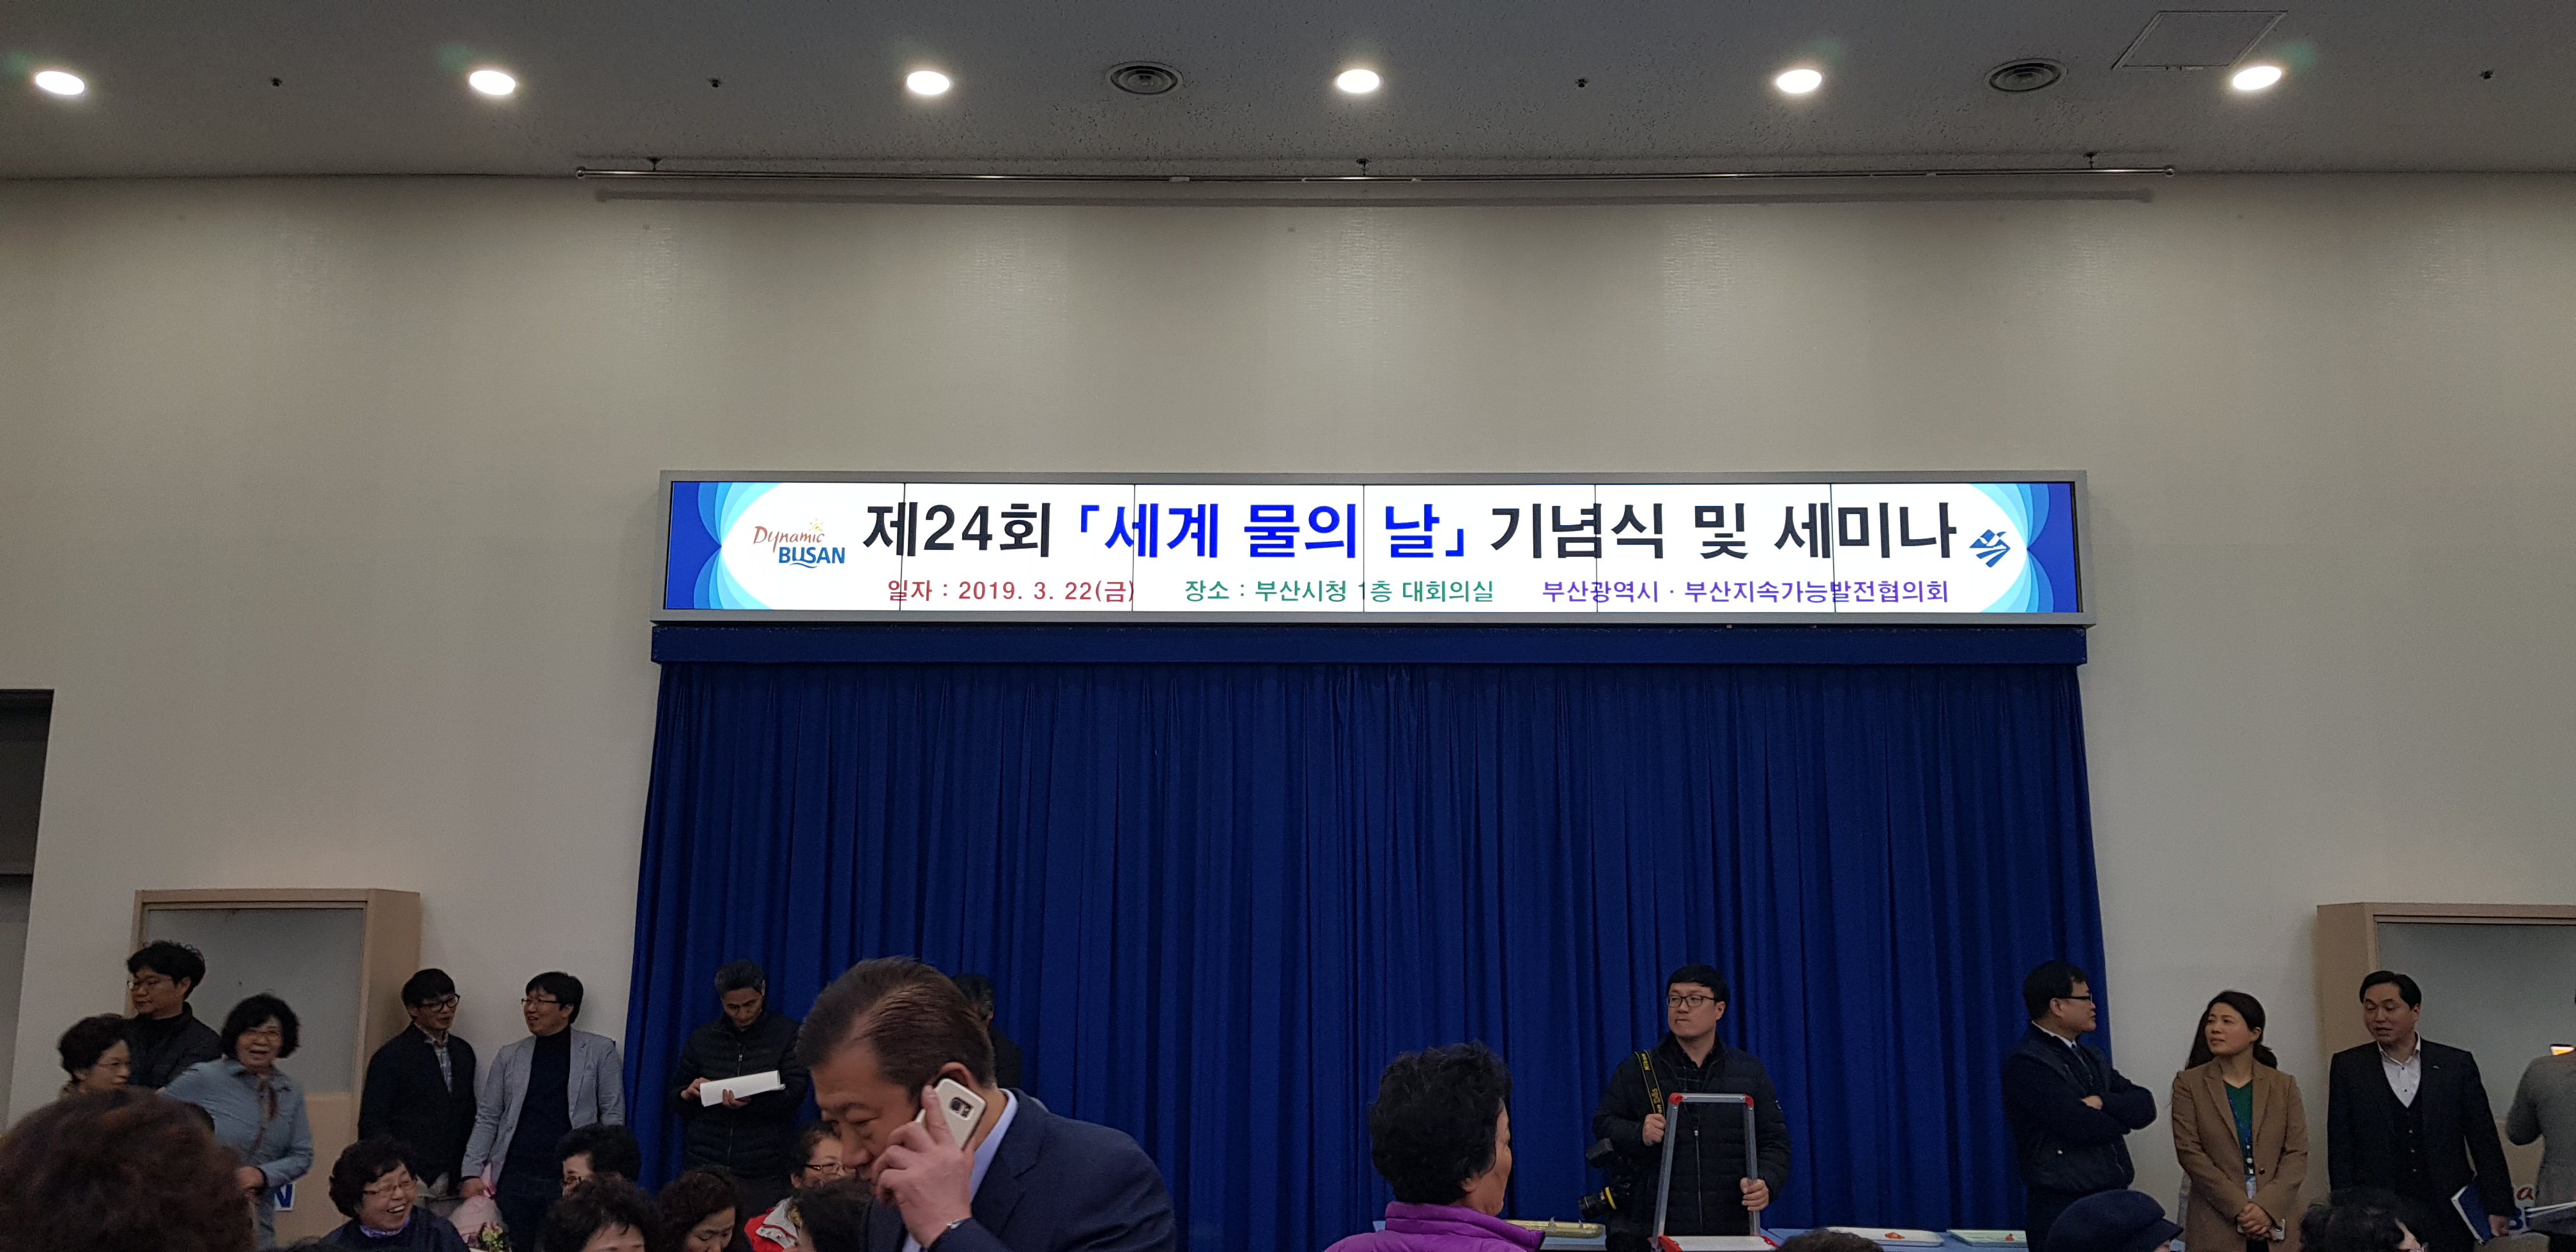 Dynamic
BUSAN
제24회 「세계 물의 날」 기념식 및 세미나
일자 : 2019. 3. 22(금) 장소 : 부산시청 1층 대회의실 부산광역시 · 부산지속가능발전협의회